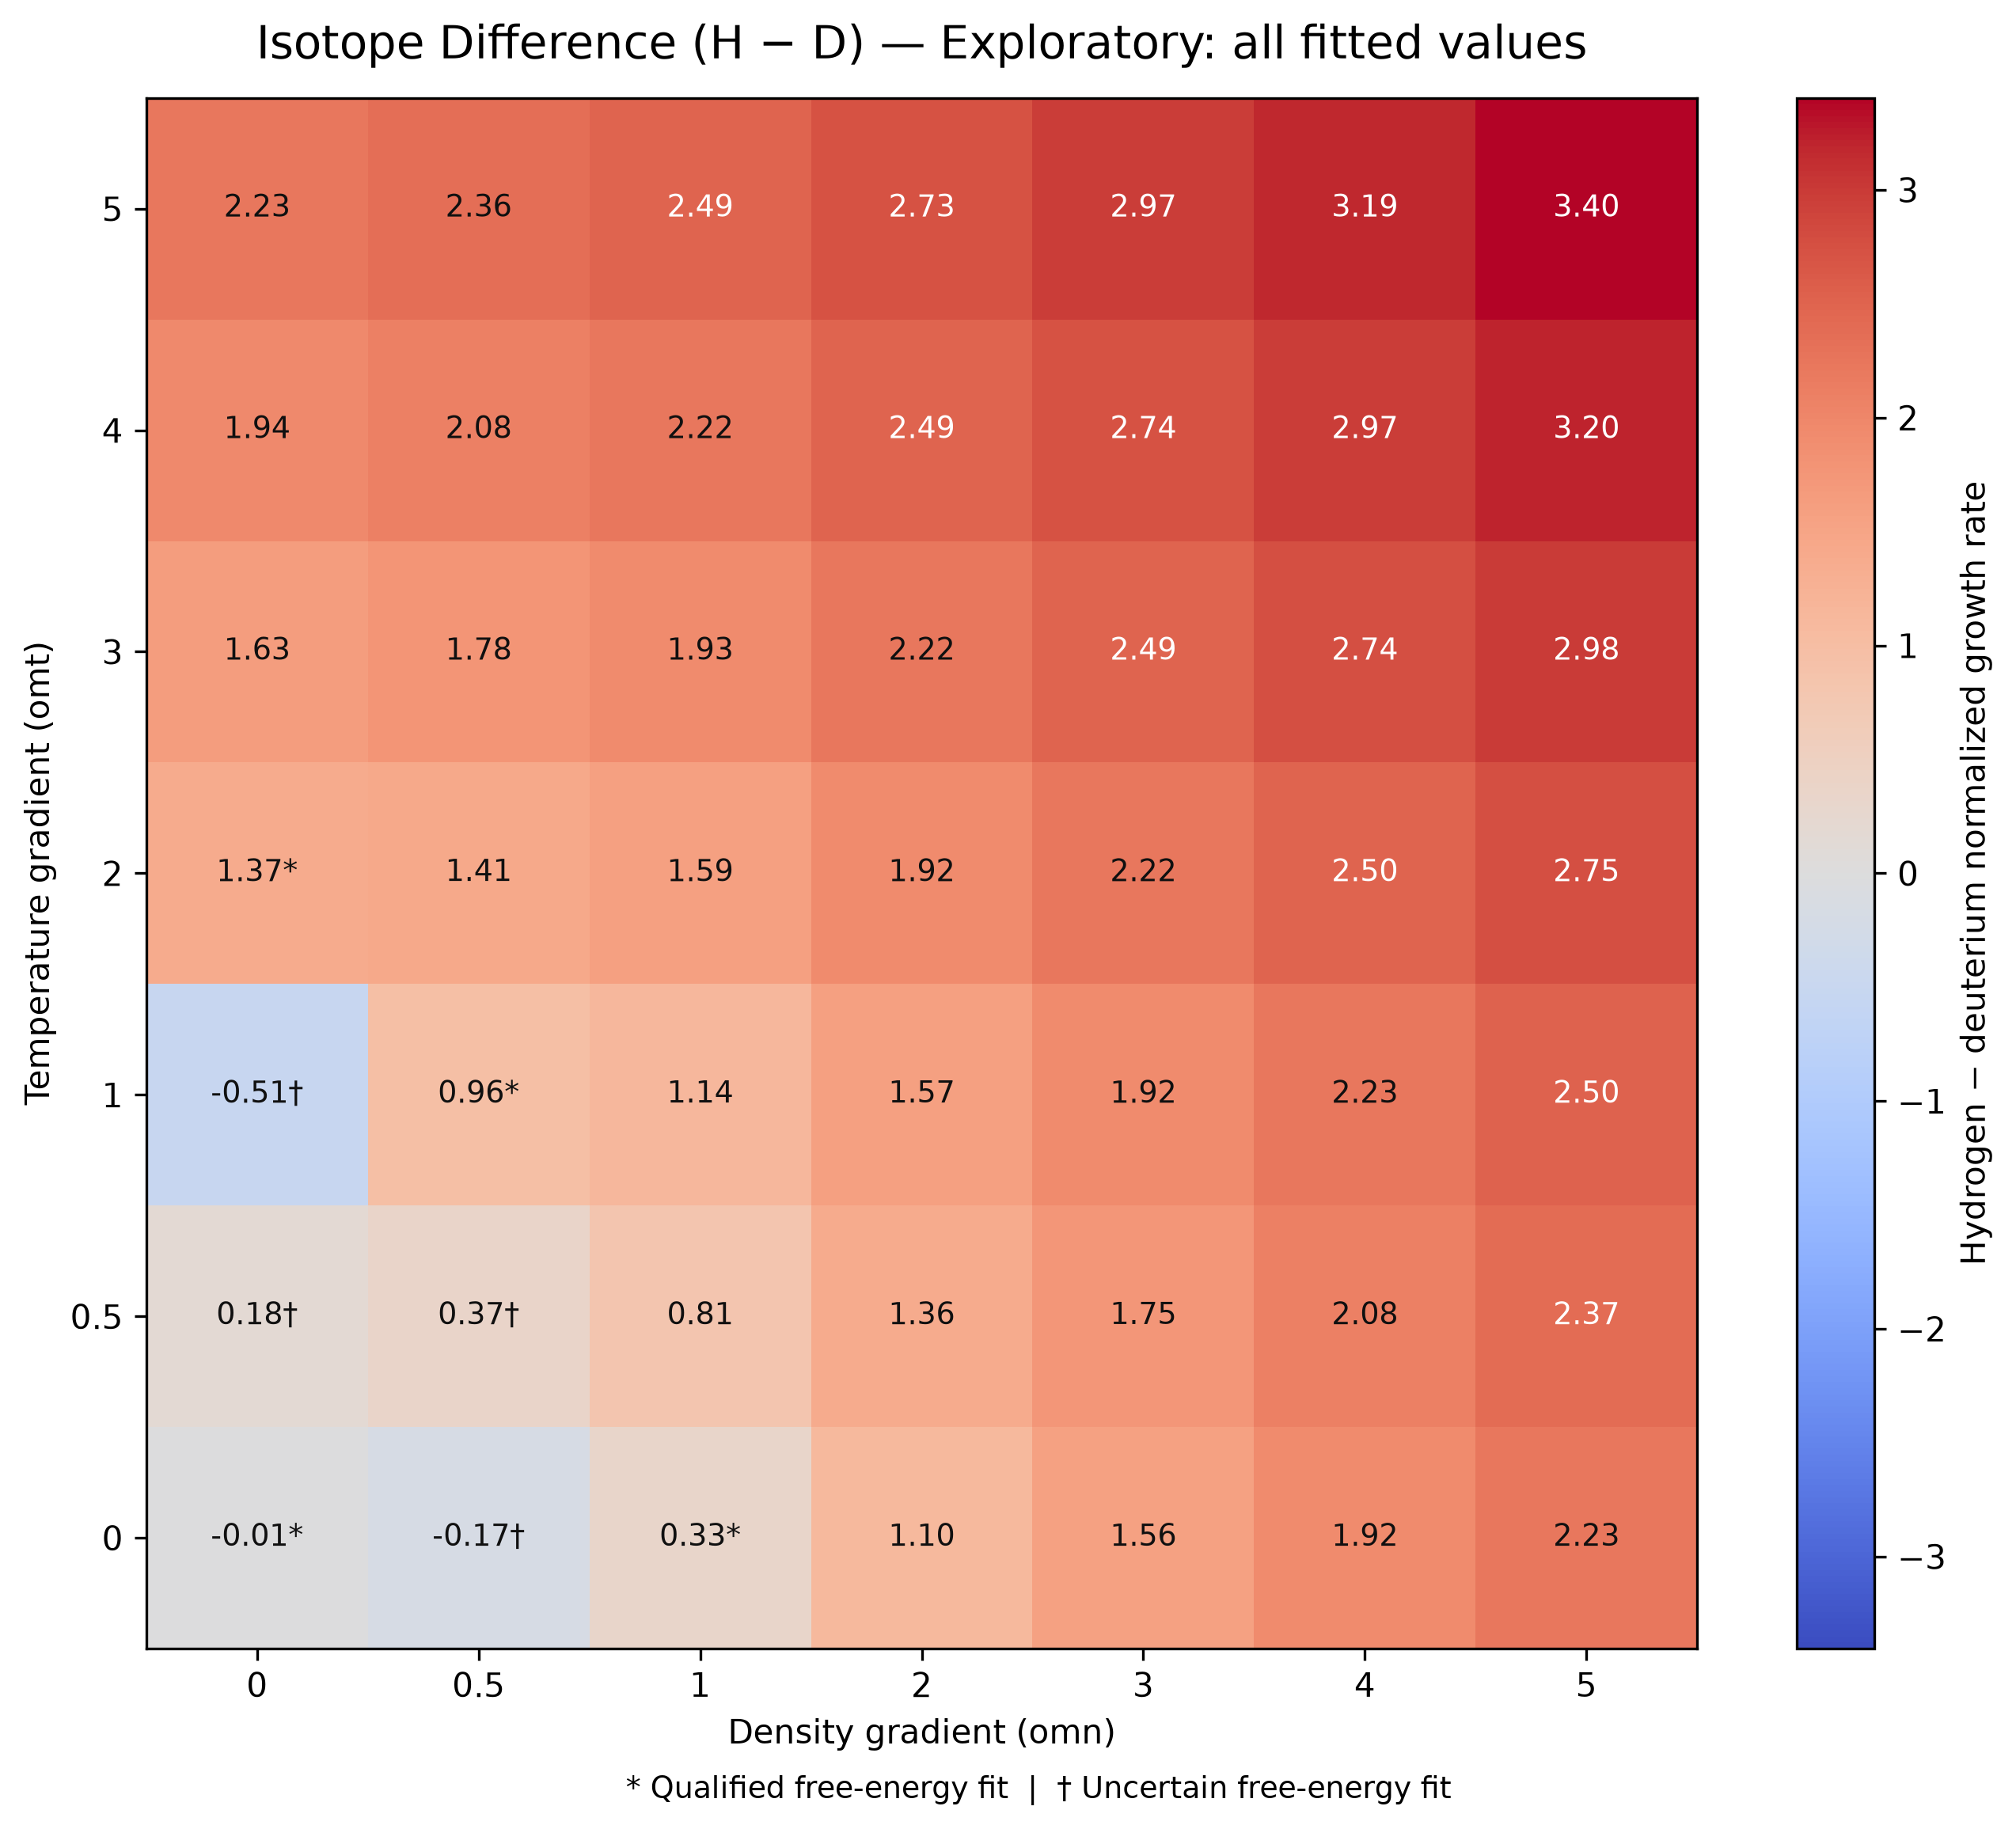 Isotope Difference (H − D) — Exploratory: all fitted values
5 2.23 2.36 2.49 2.73 2.97 3.19 3.40
4 1.94 2.08 2.22 2.49 2.74 2.97 3.20
3 1.63 1.78 1.93 2.22 2.49 2.74 2.98
2 1.37* 1.41 1.59 1.92 2.22 2.50 2.75
1 -0.51† 0.96* 1.14 1.57 1.92 2.23 2.50
0.5 0.18† 0.37† 0.81 1.36 1.75 2.08 2.37
0 -0.01* -0.17† 0.33* 1.10 1.56 1.92 2.23
0 0.5 1 2 3 4 5
Temperature gradient (omt)
Density gradient (omn)
* Qualified free-energy fit | † Uncertain free-energy fit
3
2
1
0
−1
−2
−3
Hydrogen − deuterium normalized growth rate